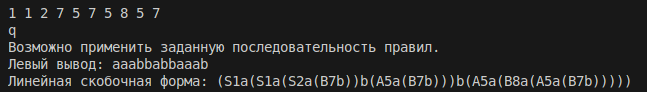 1 1 2 7 5 7 5 8 5 7
q
Возможно применить заданную последовательность правил.
Левый вывод: aaabbabbaaab
Линейная скобочная форма: (S1a(S1a(S2a(B7b))b(A5a(B7b)))b(A5a(B8a(A5a(B7b)))))